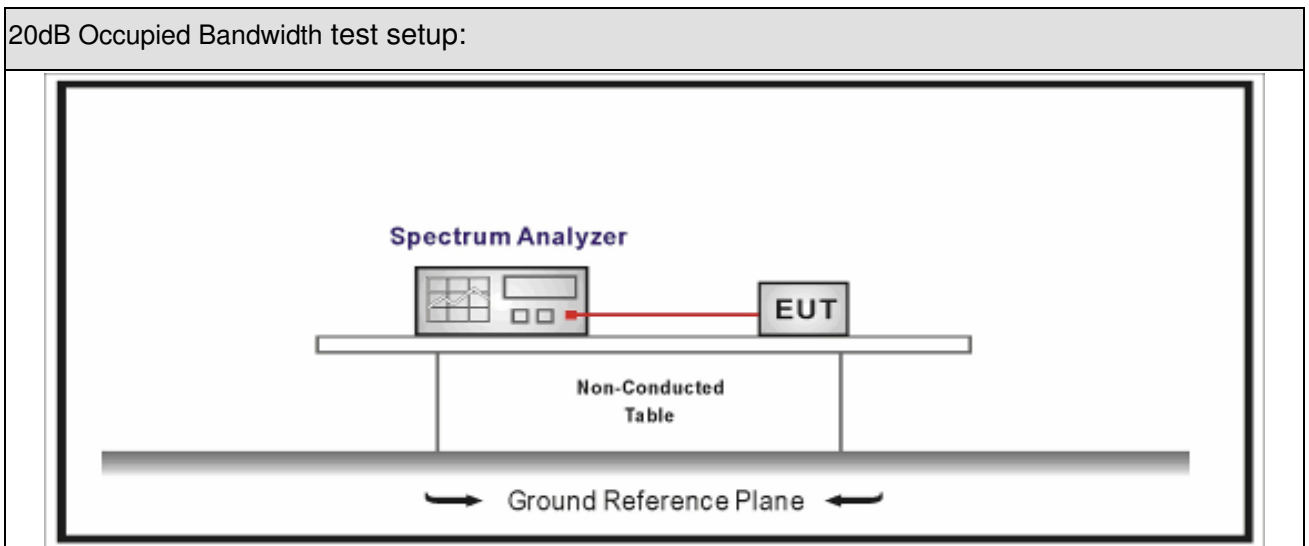 20dB Occupied Bandwidth test setup:
Spectrum Analyzer
EUT
Non-Conducted
Table
Ground Reference Plane